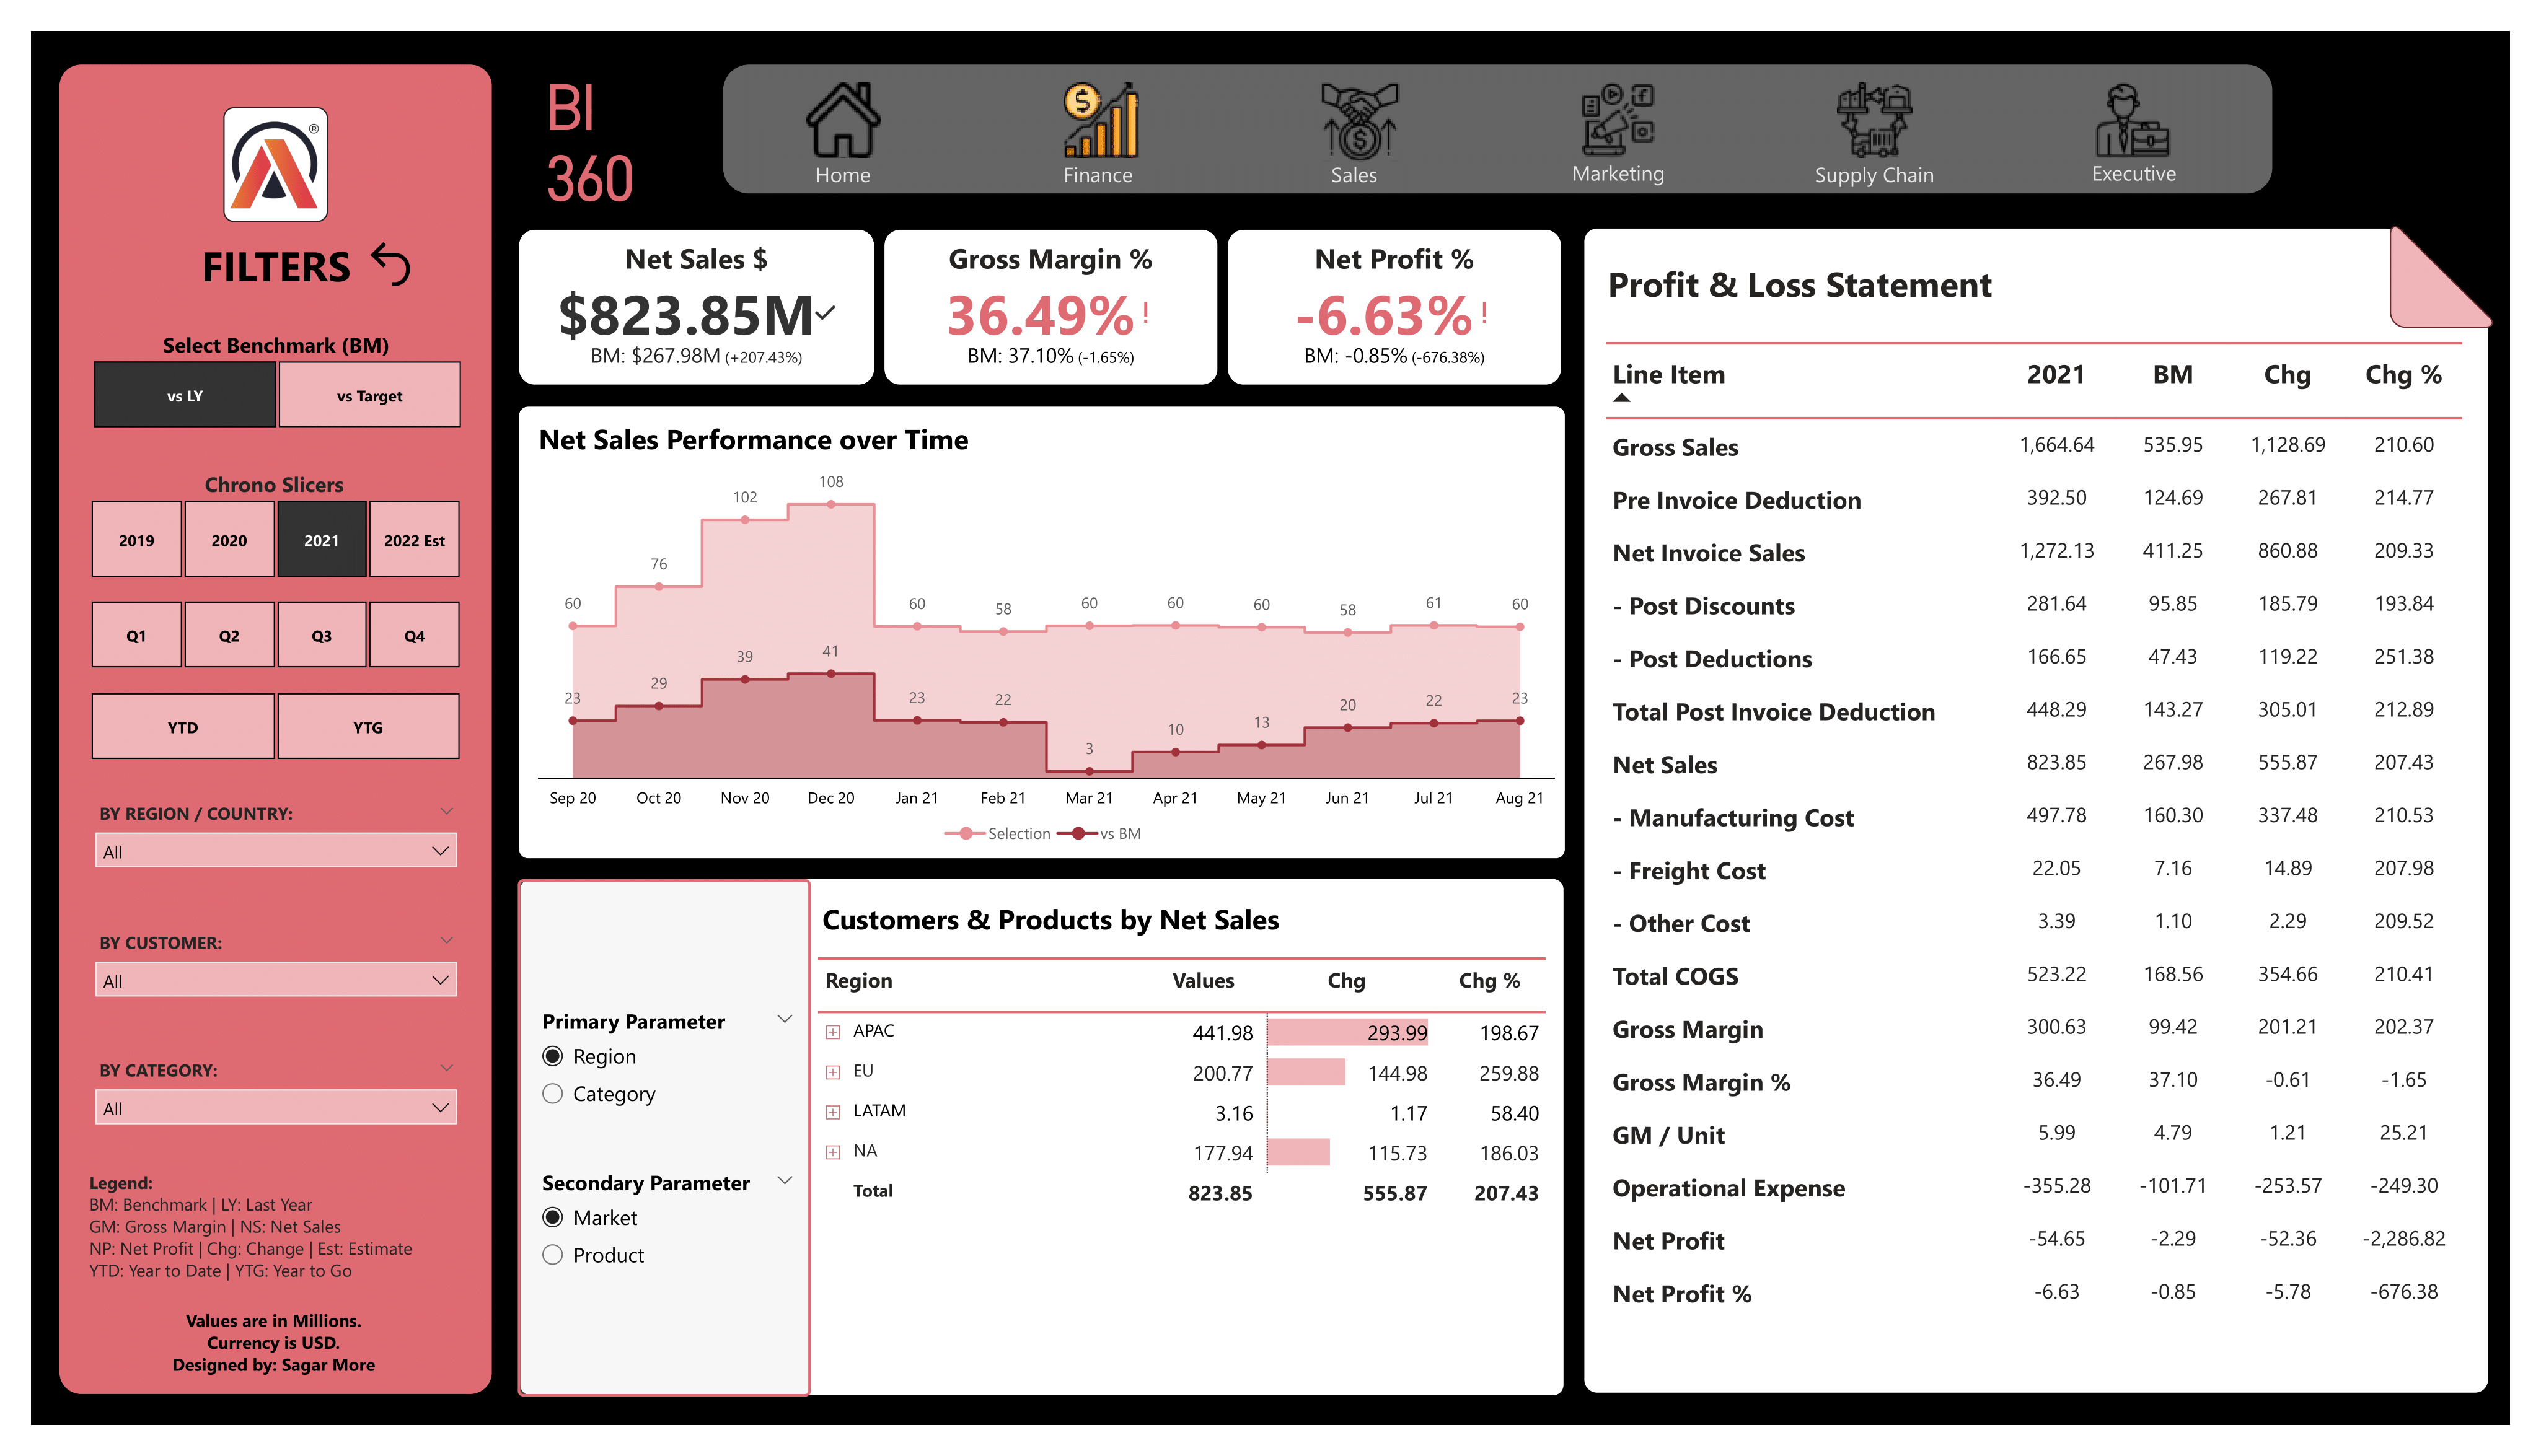 ®
FILTERS
Select Benchmark (BM)
vs LY
vs Target
Chrono Slicers
2019
2020
2021
2022 Est
Q1
Q2
Q3
Q4
YTD
YTG
BY REGION / COUNTRY:
All
BY CUSTOMER:
All
BY CATEGORY:
All
Legend:
BM: Benchmark | LY: Last Year
GM: Gross Margin | NS: Net Sales
NP: Net Profit | Chg: Change | Est: Estimate
YTD: Year to Date | YTG: Year to Go
Values are in Millions.
Currency is USD.
Designed by: Sagar More
BI
360
Home
Finance
Sales
Marketing
Supply Chain
Executive
Net Sales $
$823.85M
BM: $267.98M (+207.43%)
Gross Margin %
36.49% !
BM: 37.10% (-1.65%)
Net Profit %
-6.63% !
BM: -0.85% (-676.38%)
Net Sales Performance over Time
60 76 102 108 60 58 60 60 60 58 61 60
23 29 39 41 23 22 3 10 13 20 22 23
Sep 20 Oct 20 Nov 20 Dec 20 Jan 21 Feb 21 Mar 21 Apr 21 May 21 Jun 21 Jul 21 Aug 21
Selection vs BM
Primary Parameter
Region
Category
Secondary Parameter
Market
Product
Customers & Products by Net Sales
Region Values Chg Chg %
APAC 441.98 293.99 198.67
EU 200.77 144.98 259.88
LATAM 3.16 1.17 58.40
NA 177.94 115.73 186.03
Total 823.85 555.87 207.43
Profit & Loss Statement
Line Item 2021 BM Chg Chg %
Gross Sales 1,664.64 535.95 1,128.69 210.60
Pre Invoice Deduction 392.50 124.69 267.81 214.77
Net Invoice Sales 1,272.13 411.25 860.88 209.33
- Post Discounts 281.64 95.85 185.79 193.84
- Post Deductions 166.65 47.43 119.22 251.38
Total Post Invoice Deduction 448.29 143.27 305.01 212.89
Net Sales 823.85 267.98 555.87 207.43
- Manufacturing Cost 497.78 160.30 337.48 210.53
- Freight Cost 22.05 7.16 14.89 207.98
- Other Cost 3.39 1.10 2.29 209.52
Total COGS 523.22 168.56 354.66 210.41
Gross Margin 300.63 99.42 201.21 202.37
Gross Margin % 36.49 37.10 -0.61 -1.65
GM / Unit 5.99 4.79 1.21 25.21
Operational Expense -355.28 -101.71 -253.57 -249.30
Net Profit -54.65 -2.29 -52.36 -2,286.82
Net Profit % -6.63 -0.85 -5.78 -676.38